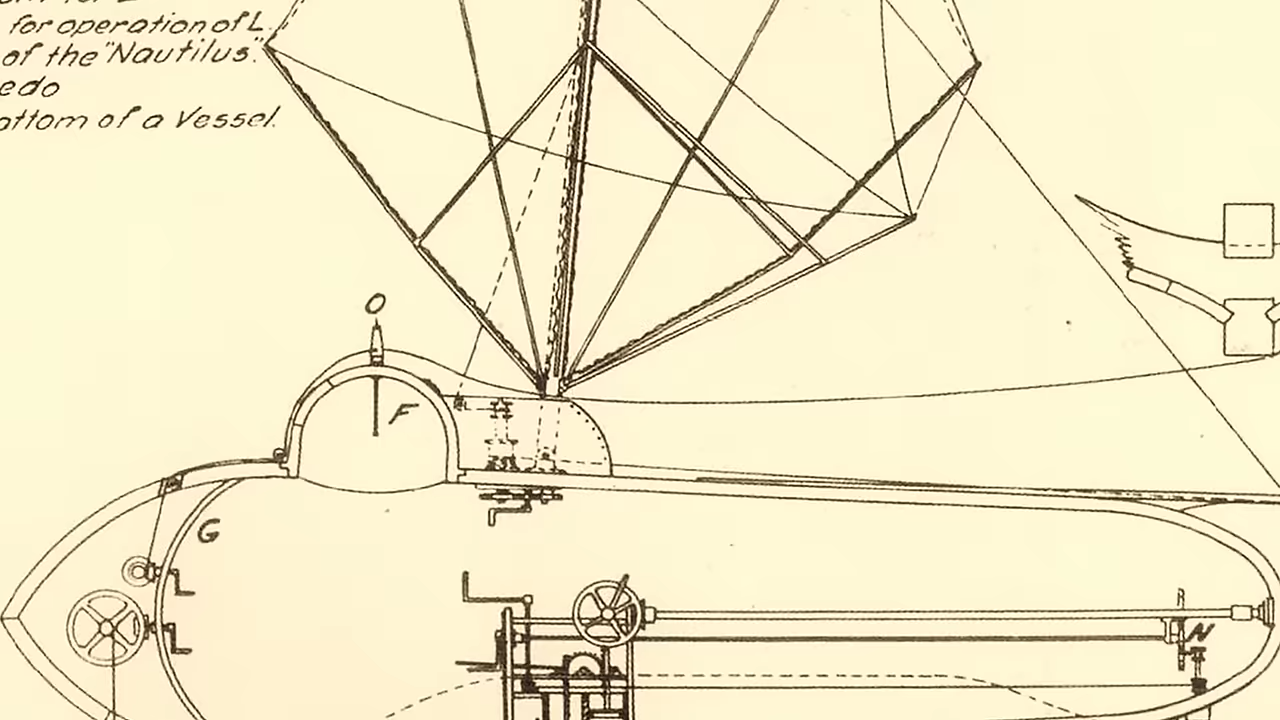 for operation of L.
of the "Nautilus".
edo
ottom of a Vessel.
O
F
G
N